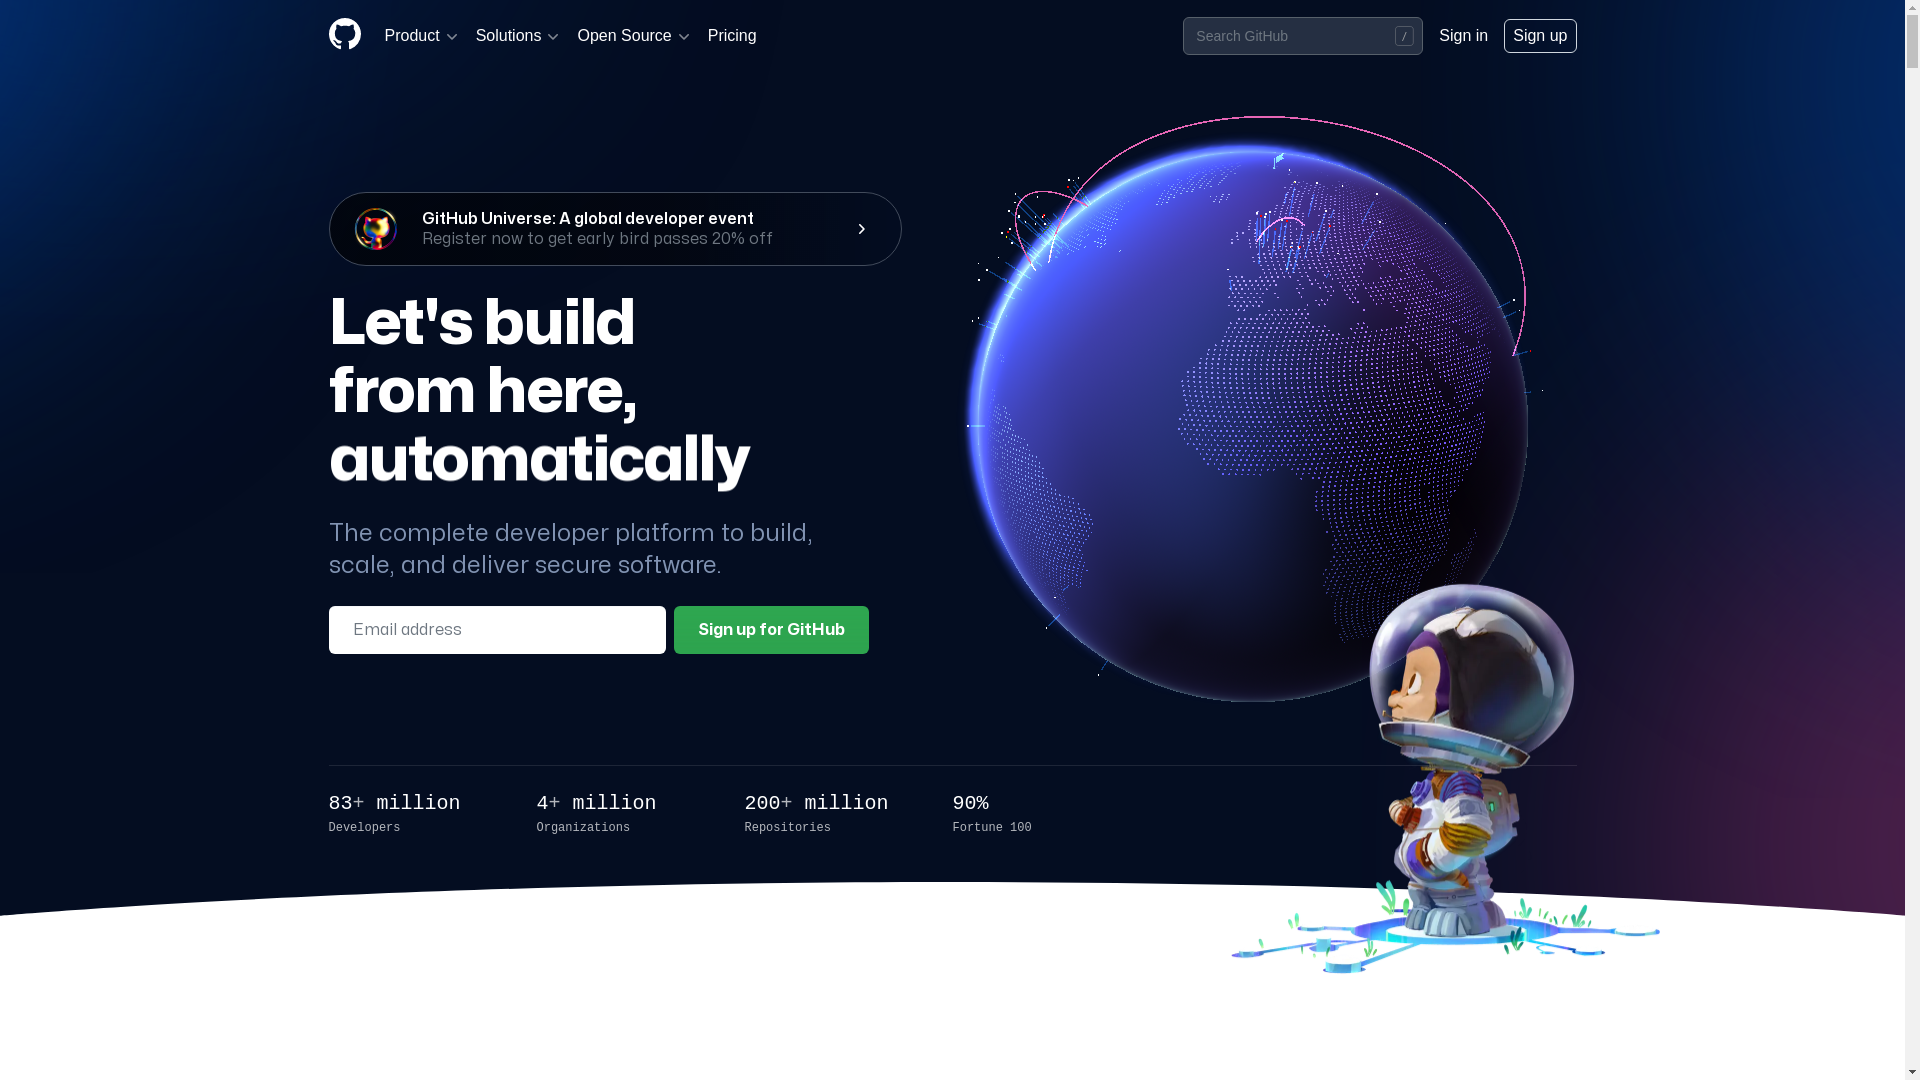 Product
Solutions
Open Source
Pricing
Search GitHub
/
Sign in
Sign up
GitHub Universe: A global developer event
Register now to get early bird passes 20% off
Let's build
from here,
automatically
The complete developer platform to build,
scale, and deliver secure software.
Email address
Sign up for GitHub
83+ million
4+ million
200+ million
90%
Developers
Organizations
Repositories
Fortune 100